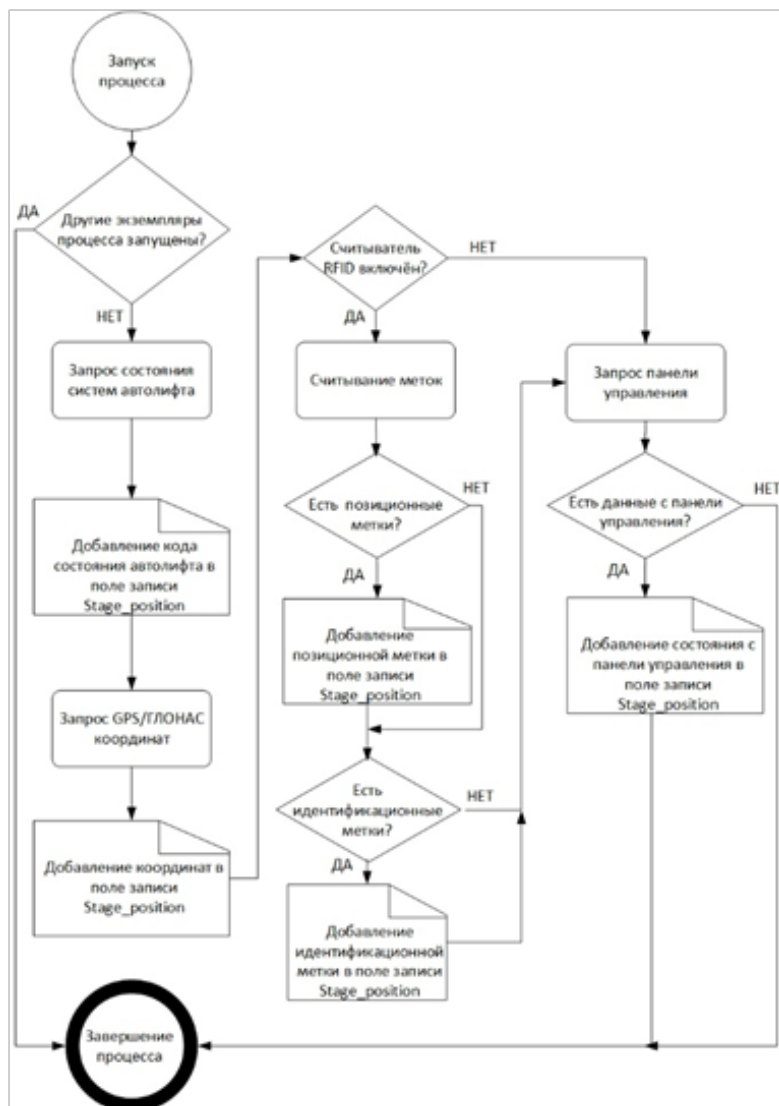 Запуск
процесса
ДА
Другие экземпляры
процесса запущены?
НЕТ
Запрос состояния
систем автолифта
Добавление кода
состояния автолифта в
поле записи
Stage_position
Запрос GPS/ГЛОНАС
координат
Добавление координат в
поле записи
Stage_position
Считыватель
RFID включён?
НЕТ
ДА
Считывание меток
Есть позиционные
метки?
НЕТ
ДА
Добавление
позиционной метки в
поле записи
Stage_position
Есть
идентификационные
метки?
НЕТ
ДА
Добавление
идентификационной
метки в поле записи
Stage_position
Запрос панели
управления
Есть данные с панели
управления?
НЕТ
ДА
Добавление состояния с
панели управления в
поле записи
Stage_position
Завершение
процесса